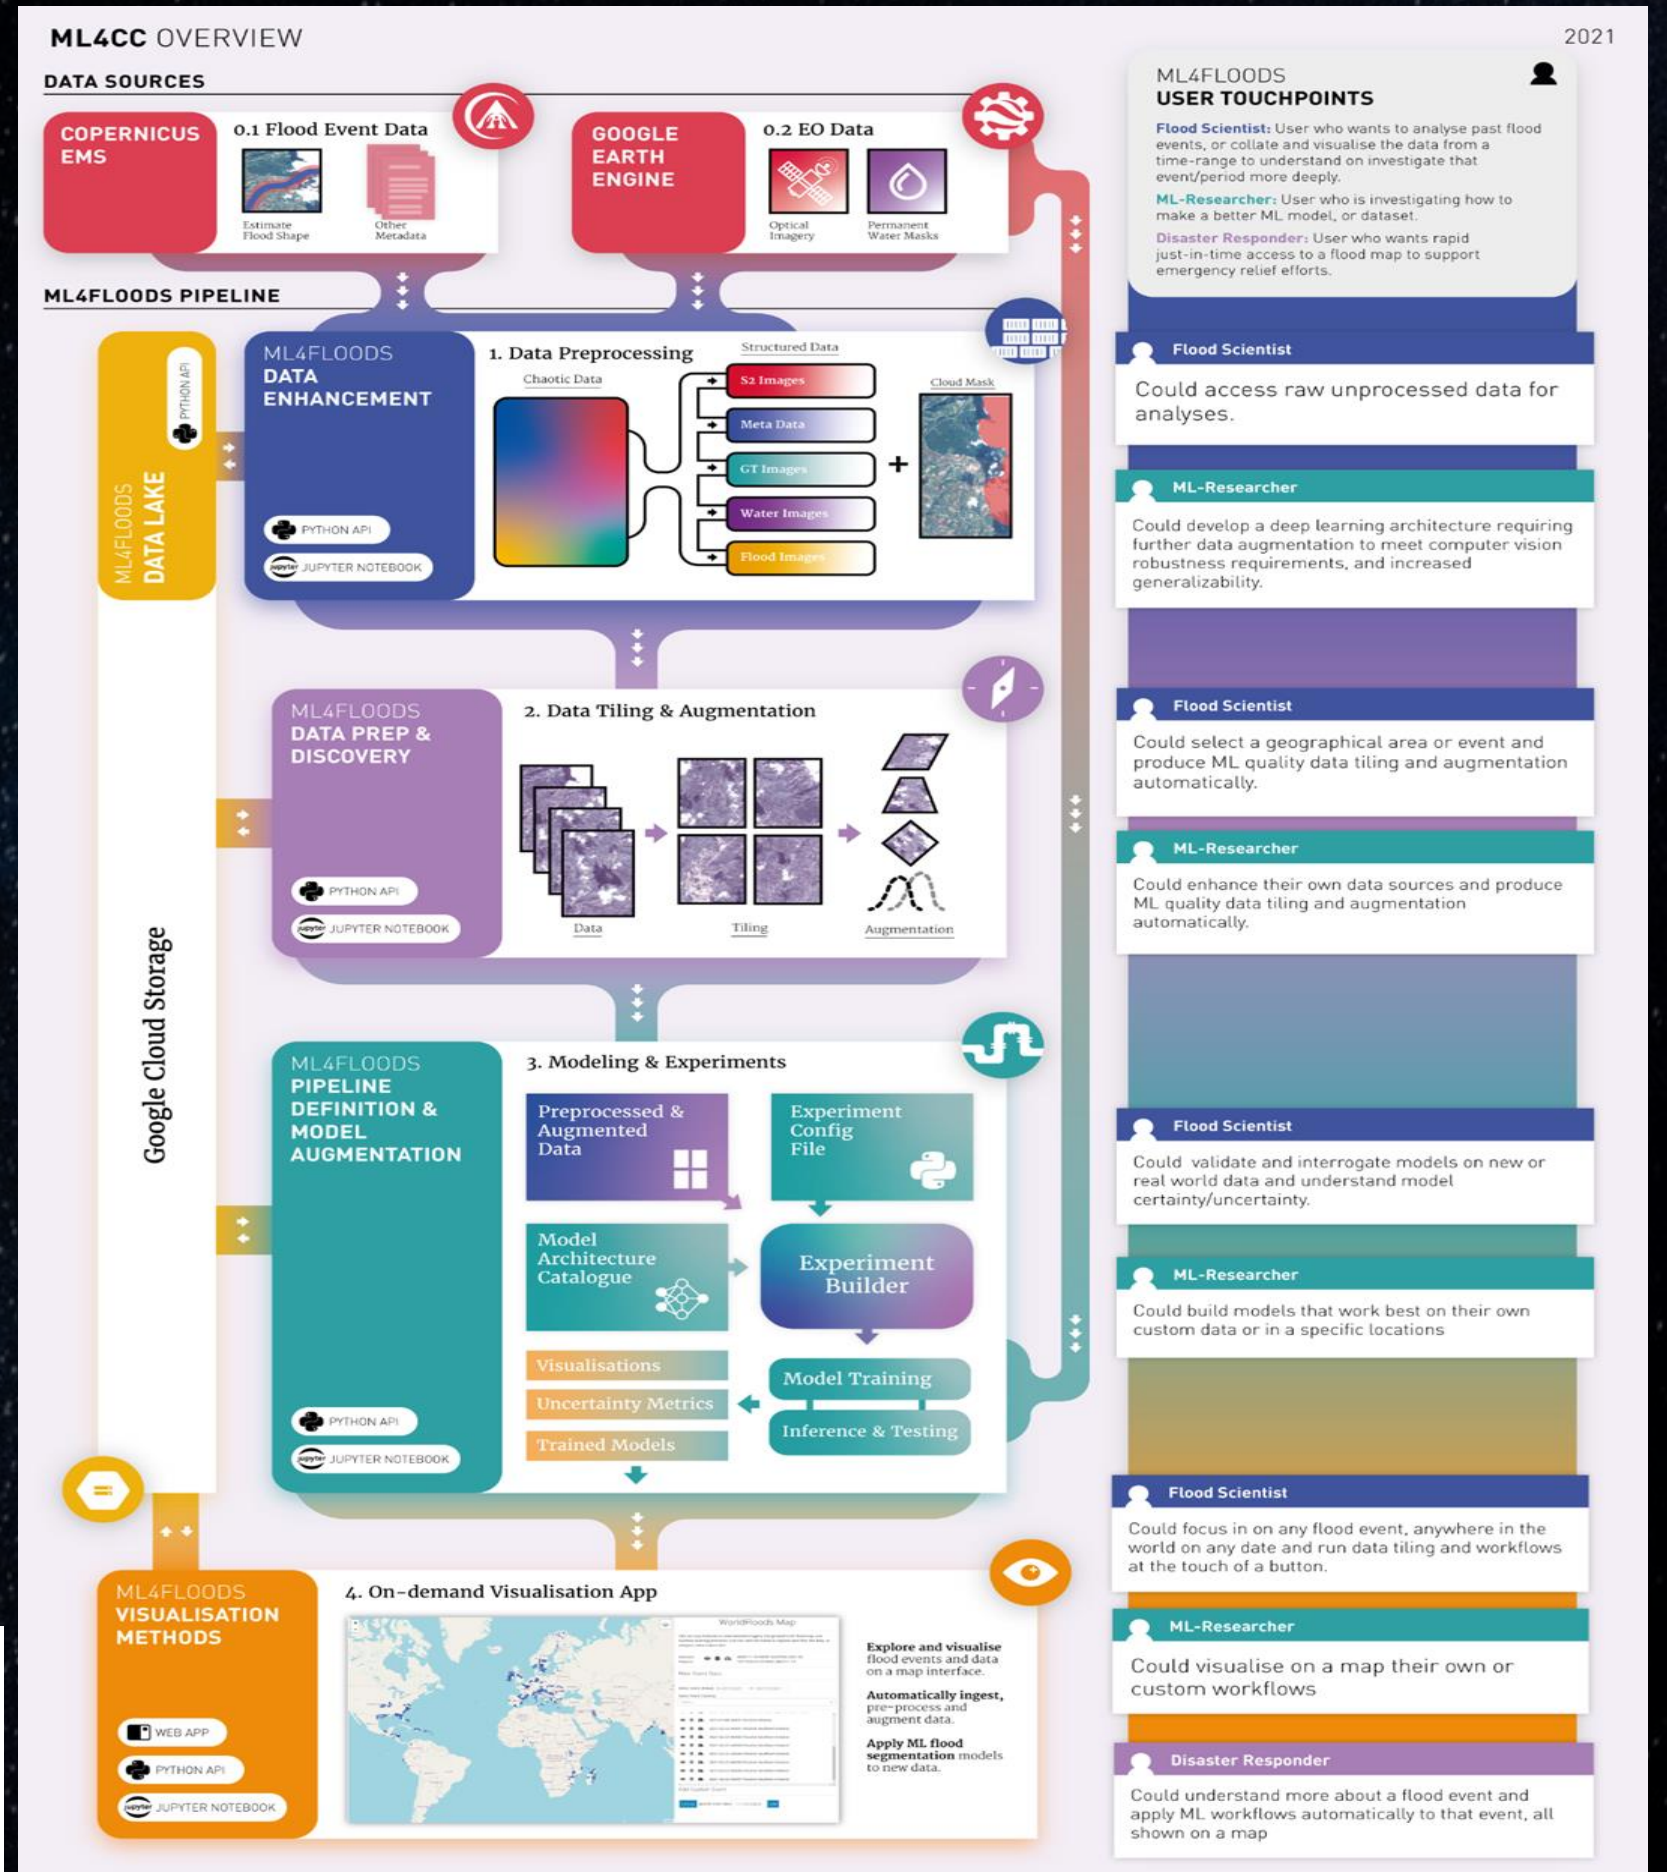 ML4CC OVERVIEW
2021
DATA SOURCES
COPERNICUS
EMS
0.1 Flood Event Data
Estimate
Flood Shape
Other
Metadata
GOOGLE
EARTH
ENGINE
0.2 EO Data
Optical
Imagery
Permanent
Water Masks
ML4FLOODS PIPELINE
ML4FLOODS
DATA LAKE
PYTHON API
Google Cloud Storage
ML4FLOODS
DATA
ENHANCEMENT
PYTHON API
jupyter JUPYTER NOTEBOOK
1. Data Preprocessing
Chaotic Data
Structured Data
S2 Images
Meta Data
GT Images
Water Images
Flood Images
+
Cloud Mask
ML4FLOODS
DATA PREP &
DISCOVERY
PYTHON API
jupyter JUPYTER NOTEBOOK
2. Data Tiling & Augmentation
Data
Tiling
Augmentation
ML4FLOODS
PIPELINE
DEFINITION &
MODEL
AUGMENTATION
PYTHON API
jupyter JUPYTER NOTEBOOK
3. Modeling & Experiments
Preprocessed &
Augmented
Data
Experiment
Config
File
Model
Architecture
Catalogue
Experiment
Builder
Visualisations
Uncertainty Metrics
Trained Models
Model Training
Inference & Testing
ML4FLOODS
VISUALISATION
METHODS
WEB APP
PYTHON API
jupyter JUPYTER NOTEBOOK
4. On-demand Visualisation App
WorldFloods Map
Explore and visualise
flood events and data
on a map interface.
Automatically ingest,
pre-process and
augment data.
Apply ML flood
segmentation models
to new data.
ML4FLOODS
USER TOUCHPOINTS
Flood Scientist: User who wants to analyse past flood
events, or collate and visualise the data from a
time-range to understand on investigate that
event/period more deeply.
ML-Researcher: User who is investigating how to
make a better ML model, or dataset.
Disaster Responder: User who wants rapid
just-in-time access to a flood map to support
emergency relief efforts.
Flood Scientist
Could access raw unprocessed data for
analyses.
ML-Researcher
Could develop a deep learning architecture requiring
further data augmentation to meet computer vision
robustness requirements, and increased
generalizability.
Flood Scientist
Could select a geographical area or event and
produce ML quality data tiling and augmentation
automatically.
ML-Researcher
Could enhance their own data sources and produce
ML quality data tiling and augmentation
automatically.
Flood Scientist
Could validate and interrogate models on new or
real world data and understand model
certainty/uncertainty.
ML-Researcher
Could build models that work best on their own
custom data or in a specific locations
Flood Scientist
Could focus in on any flood event, anywhere in the
world on any date and run data tiling and workflows
at the touch of a button.
ML-Researcher
Could visualise on a map their own or
custom workflows
Disaster Responder
Could understand more about a flood event and
apply ML workflows automatically to that event, all
shown on a map